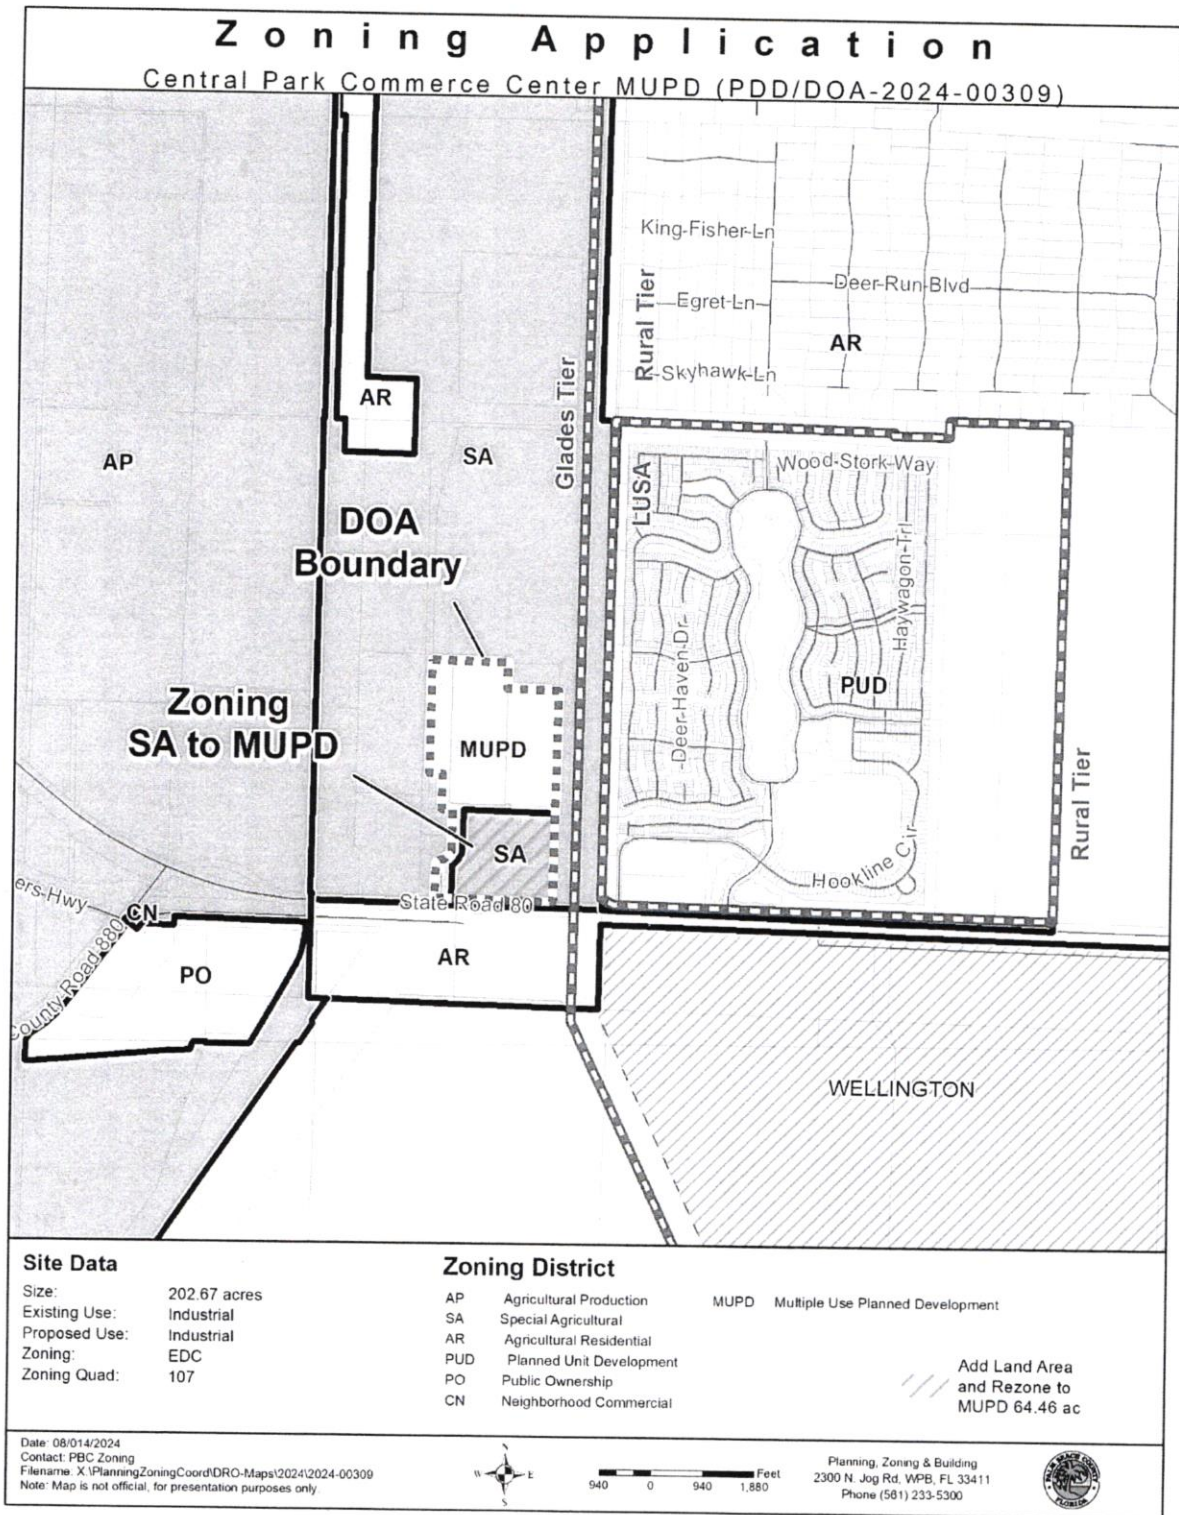 Zoning Application
Central Park Commerce Center MUPD (PDD/DOA-2024-00309)
King-Fisher-Ln
Rural Tier
Deer-Run-Blvd
Egret-Ln
AR
Skyhawk-Ln
Glades Tier
AR
AP
SA
Wood-Stork-Way
LUSA
DOA
Boundary
Haywagon-Trl
Deer-Haven-Dr
PUD
Zoning
SA to MUPD
MUPD
Rural Tier
SA
Hookline Cir
ers-Hwy
CN
State Road 80
County Road 880
PO
AR
WELLINGTON
Site Data
Size: 202.67 acres
Existing Use: Industrial
Proposed Use: Industrial
Zoning: EDC
Zoning Quad: 107
Zoning District
AP Agricultural Production
SA Special Agricultural
AR Agricultural Residential
PUD Planned Unit Development
PO Public Ownership
CN Neighborhood Commercial
MUPD Multiple Use Planned Development
Add Land Area
and Rezone to
MUPD 64.46 ac
Date: 08/014/2024
Contact: PBC Zoning
Filename: X:\PlanningZoningCoord\DRO-Maps\2024\2024-00309
Note: Map is not official, for presentation purposes only.
N
W E
S
Feet
940 0 940 1,880
Planning, Zoning & Building
2300 N. Jog Rd, WPB, FL 33411
Phone (561) 233-5300
PALM BEACH COUNTY
FLORIDA